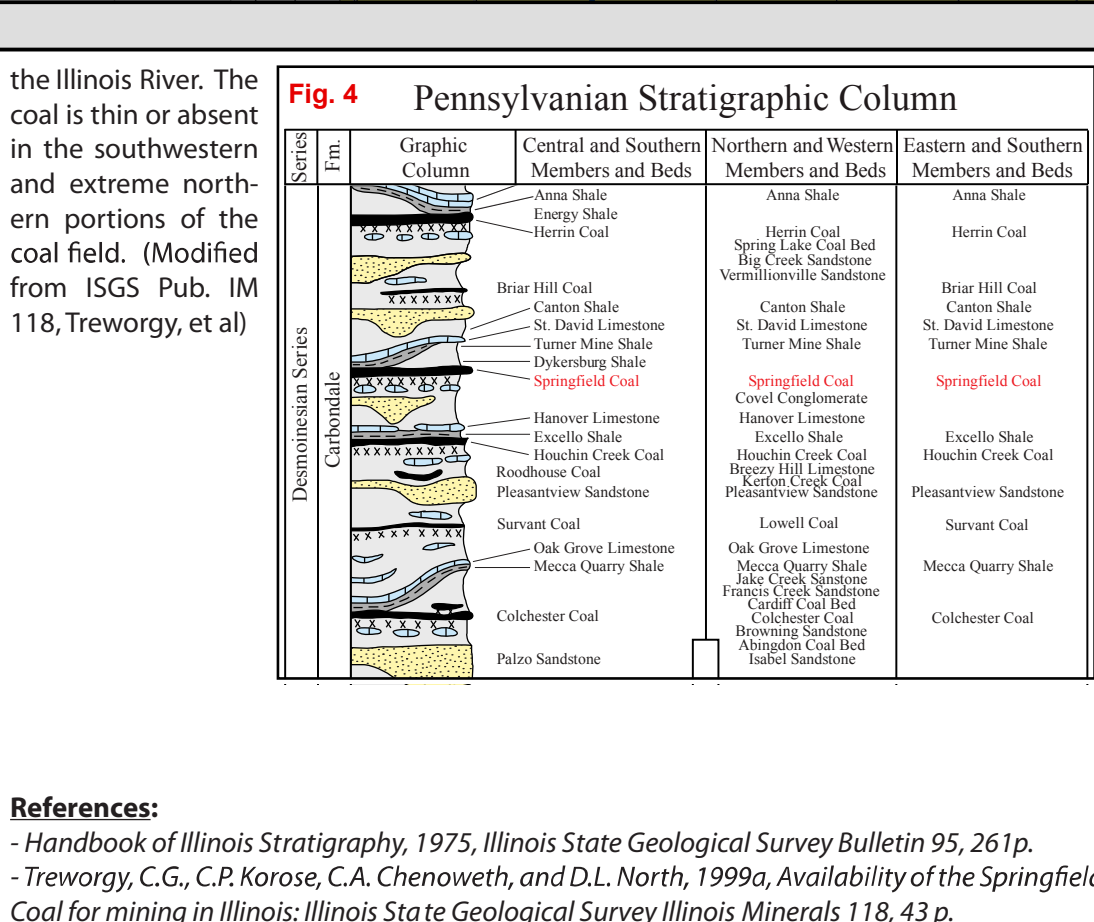 the Illinois River. The
coal is thin or absent
in the southwestern
and extreme north-
ern portions of the
coal field. (Modified
from ISGS Pub. IM
118, Treworgy, et al)
Fig. 4
Pennsylvanian Stratigraphic Column
Series
Fm.
Graphic
Column
Central and Southern
Members and Beds
Northern and Western
Members and Beds
Eastern and Southern
Members and Beds
Desmoinesian Series
Carbondale
Anna Shale
Energy Shale
Herrin Coal
Briar Hill Coal
Canton Shale
St. David Limestone
Turner Mine Shale
Dykersburg Shale
Springfield Coal
Hanover Limestone
Excello Shale
Houchin Creek Coal
Roodhouse Coal
Pleasantview Sandstone
Survant Coal
Oak Grove Limestone
Mecca Quarry Shale
Colchester Coal
Palzo Sandstone
Anna Shale
Herrin Coal
Spring Lake Coal Bed
Big Creek Sandstone
Vermillionville Sandstone
Canton Shale
St. David Limestone
Turner Mine Shale
Springfield Coal
Covel Conglomerate
Hanover Limestone
Excello Shale
Houchin Creek Coal
Breezy Hill Limestone
Kerfon Creek Coal
Pleasantview Sandstone
Lowell Coal
Oak Grove Limestone
Mecca Quarry Shale
Jake Creek Sanstone
Francis Creek Sandstone
Cardiff Coal Bed
Colchester Coal
Browning Sandstone
Abingdon Coal Bed
Isabel Sandstone
Anna Shale
Herrin Coal
Briar Hill Coal
Canton Shale
St. David Limestone
Turner Mine Shale
Springfield Coal
Excello Shale
Houchin Creek Coal
Pleasantview Sandstone
Survant Coal
Mecca Quarry Shale
Colchester Coal
References:
- Handbook of Illinois Stratigraphy, 1975, Illinois State Geological Survey Bulletin 95, 261p.
- Treworgy, C.G., C.P. Korose, C.A. Chenoweth, and D.L. North, 1999a, Availability of the Springfield
Coal for mining in Illinois: Illinois State Geological Survey Illinois Minerals 118, 43 p.